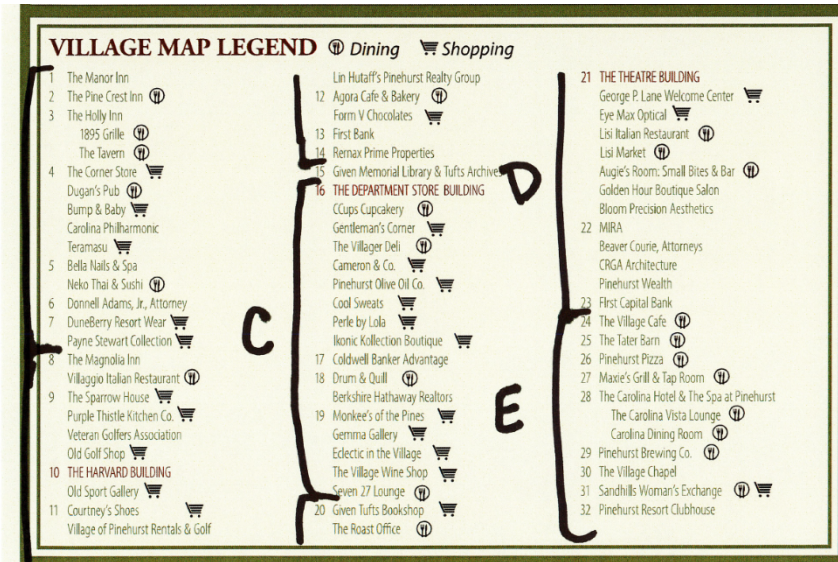 VILLAGE MAP LEGEND Dining Shopping
1 The Manor Inn
2 The Pine Crest Inn
3 The Holly Inn
1895 Grille
The Tavern
4 The Corner Store
Dugan's Pub
Bump & Baby
Carolina Philharmonic
Teramasu
5 Bella Nails & Spa
Neko Thai & Sushi
6 Donnell Adams, Jr., Attorney
7 DuneBerry Resort Wear
Payne Stewart Collection
8 The Magnolia Inn
Villaggio Italian Restaurant
9 The Sparrow House
Purple Thistle Kitchen Co.
Veteran Golfers Association
Old Golf Shop
10 THE HARVARD BUILDING
Old Sport Gallery
11 Courtney's Shoes
Village of Pinehurst Rentals & Golf
C
Lin Hutaff's Pinehurst Realty Group
12 Agora Cafe & Bakery
Form V Chocolates
13 First Bank
14 Remax Prime Properties
15 Given Memorial Library & Tufts Archives
16 THE DEPARTMENT STORE BUILDING
CCups Cupcakery
Gentleman's Corner
The Villager Deli
Cameron & Co.
Pinehurst Olive Oil Co.
Cool Sweats
Perle by Lola
Ikonic Kollection Boutique
17 Coldwell Banker Advantage
18 Drum & Quill
Berkshire Hathaway Realtors
19 Monkee's of the Pines
Gemma Gallery
Eclectic in the Village
The Village Wine Shop
Seven 27 Lounge
20 Given Tufts Bookshop
The Roast Office
D
E
21 THE THEATRE BUILDING
George P. Lane Welcome Center
Eye Max Optical
Lisi Italian Restaurant
Lisi Market
Augie's Room: Small Bites & Bar
Golden Hour Boutique Salon
Bloom Precision Aesthetics
22 MIRA
Beaver Courie, Attorneys
CRGA Architecture
Pinehurst Wealth
23 First Capital Bank
24 The Village Cafe
25 The Tater Barn
26 Pinehurst Pizza
27 Maxie's Grill & Tap Room
28 The Carolina Hotel & The Spa at Pinehurst
The Carolina Vista Lounge
Carolina Dining Room
29 Pinehurst Brewing Co.
30 The Village Chapel
31 Sandhills Woman's Exchange
32 Pinehurst Resort Clubhouse